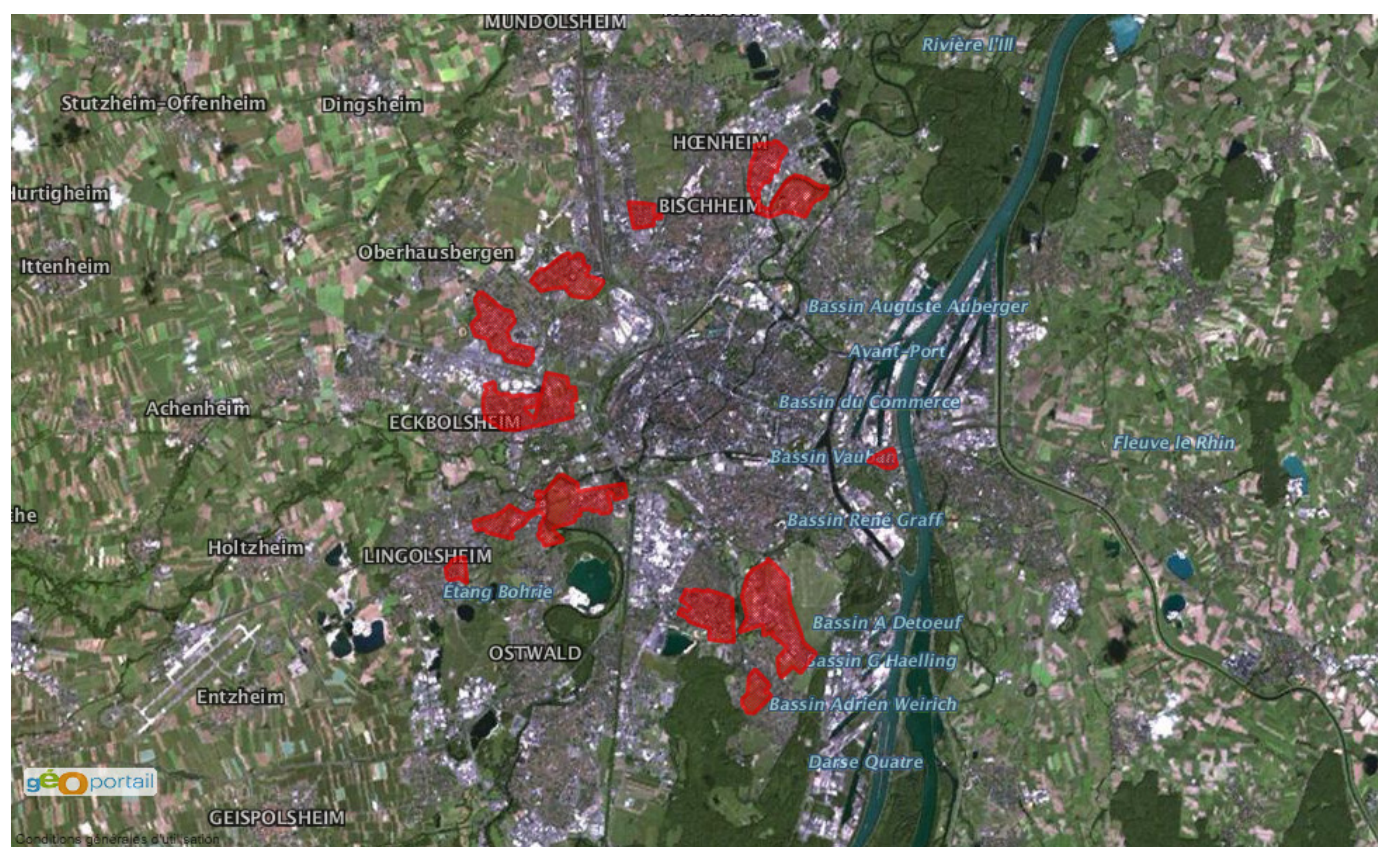 MUNDOLSHEIM
Rivière l'Ill
Stutzheim-Offenheim
Dingsheim
HŒNHEIM
Hurtigheim
BISCHHEIM
Oberhausbergen
Ittenheim
Bassin Auguste Auberger
Avant-Port
Bassin du Commerce
Achenheim
ECKBOLSHEIM
Fleuve le Rhin
Bassin Vauban
he
Bassin René Graff
Holtzheim
LINGOLSHEIM
Etang Bohrie
Bassin A Detoeuf
OSTWALD
Bassin G Haelling
Entzheim
Bassin Adrien Weirich
Darse Quatre
géOportail
GEISPOLSHEIM
Conditions générales d'utilisation